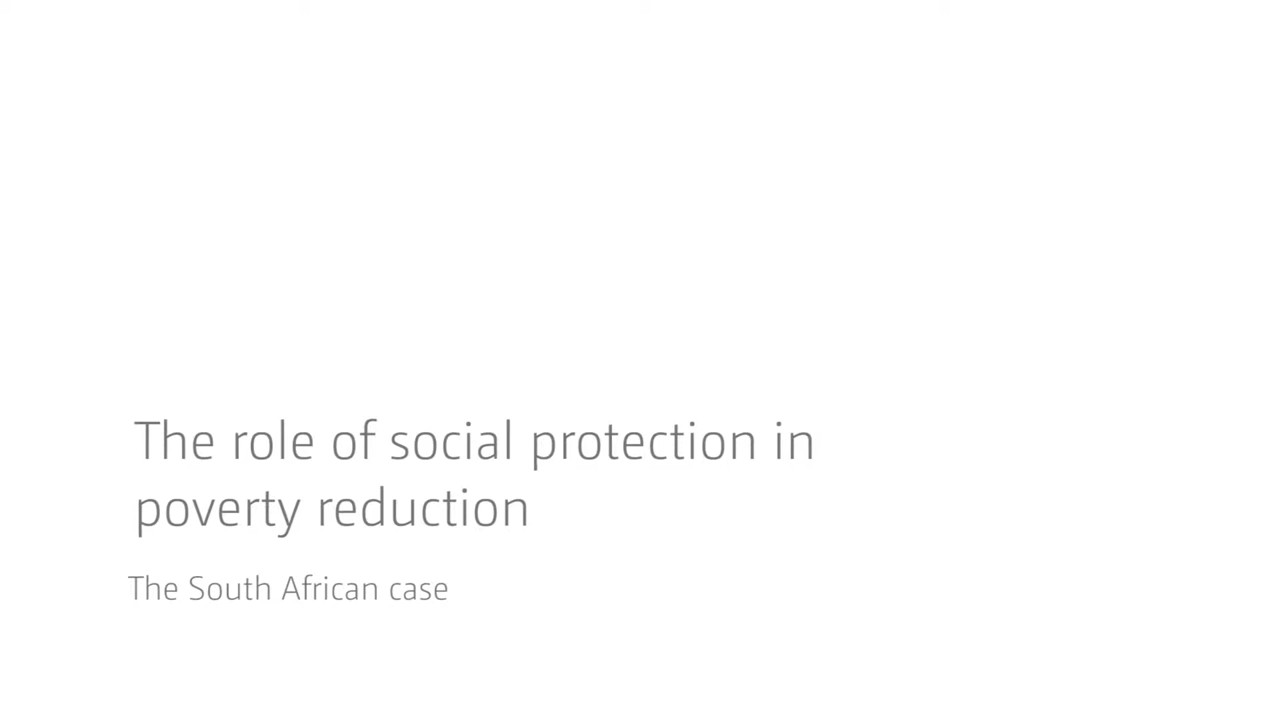 The role of social protection in
poverty reduction
The South African case